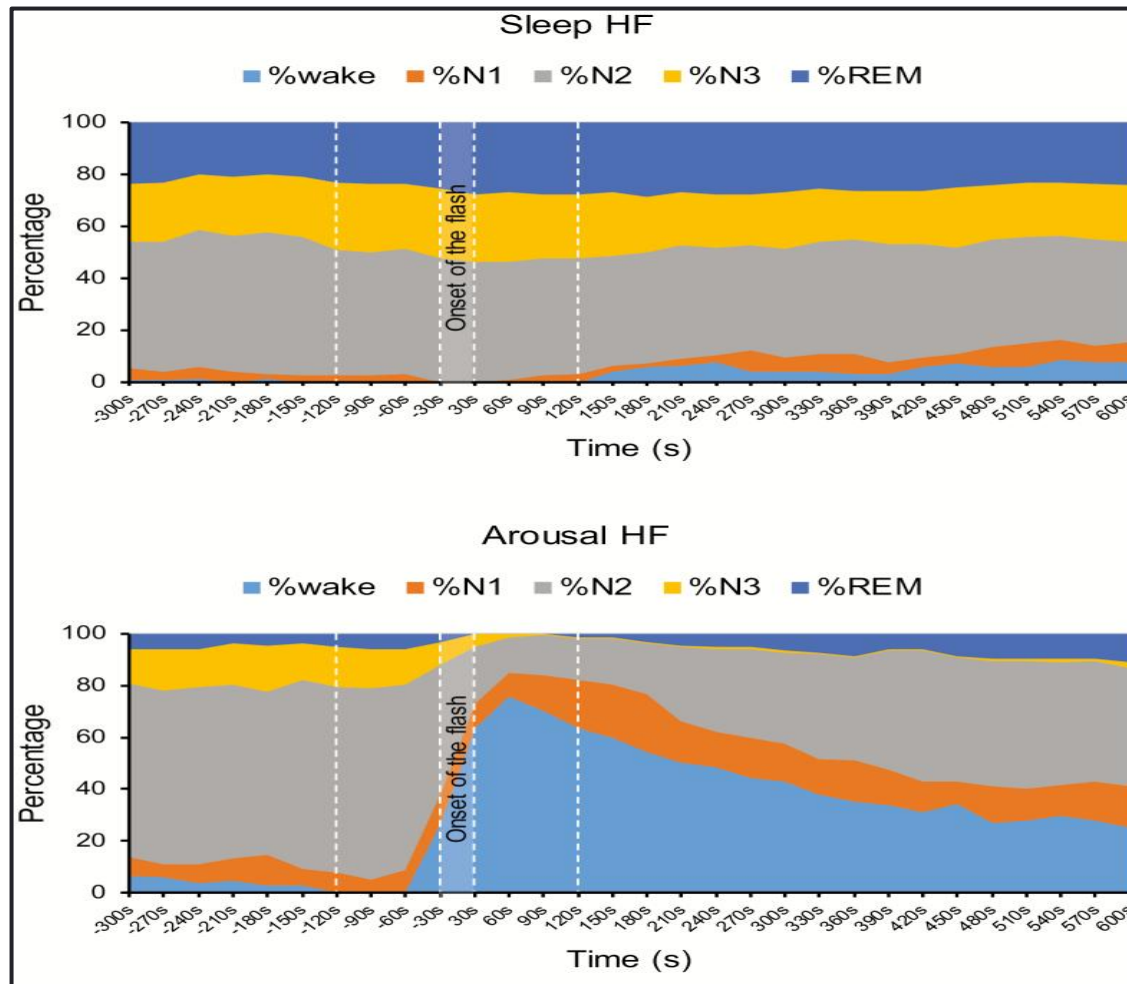 Sleep HF
%wake %N1 %N2 %N3 %REM
100
80
60
40
20
0
Percentage
Onset of the flash
-300s -270s -240s -210s -180s -150s -120s -90s -60s -30s 30s 60s 90s 120s 150s 180s 210s 240s 270s 300s 330s 360s 390s 420s 450s 480s 510s 540s 570s 600s
Time (s)
Arousal HF
%wake %N1 %N2 %N3 %REM
100
80
60
40
20
0
Percentage
Onset of the flash
-300s -270s -240s -210s -180s -150s -120s -90s -60s -30s 30s 60s 90s 120s 150s 180s 210s 240s 270s 300s 330s 360s 390s 420s 450s 480s 510s 540s 570s 600s
Time (s)